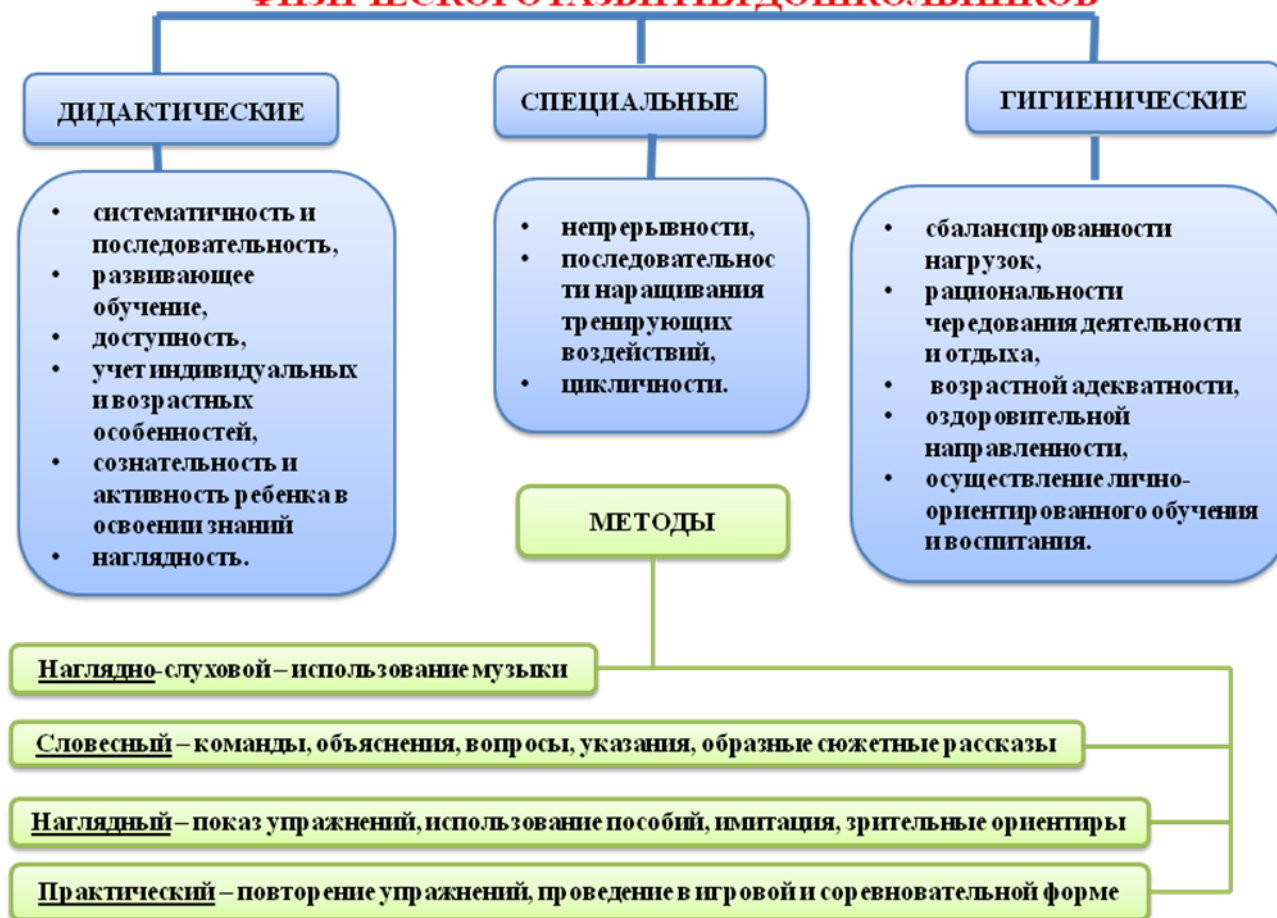 ФИЗИЧЕСКОГО РАЗВИТИЯ ДОШКОЛЬНИКОВ
ДИДАКТИЧЕСКИЕ
• систематичность и
последовательность,
• развивающее
обучение,
• доступность,
• учет индивидуальных
и возрастных
особенностей,
• сознательность и
активность ребенка в
освоении знаний
• наглядность.
СПЕЦИАЛЬНЫЕ
• непрерывности,
• последовательнос
ти наращивания
тренирующих
воздействий,
• цикличности.
ГИГИЕНИЧЕСКИЕ
• сбалансированности
нагрузок,
• рациональности
чередования деятельности
и отдыха,
• возрастной адекватности,
• оздоровительной
направленности,
• осуществление лично-
ориентированного обучения
и воспитания.
МЕТОДЫ
Наглядно-слуховой – использование музыки
Словесный – команды, объяснения, вопросы, указания, образные сюжетные рассказы
Наглядный – показ упражнений, использование пособий, имитация, зрительные ориентиры
Практический – повторение упражнений, проведение в игровой и соревновательной форме